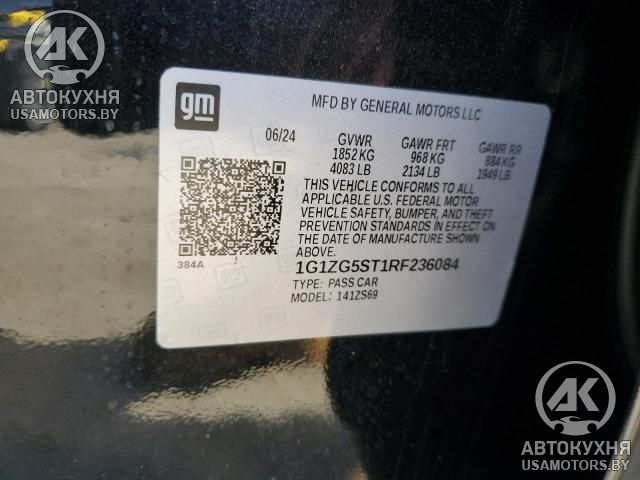 AK
АВТОКУХНЯ
USAMOTORS.BY
gm
MFD BY GENERAL MOTORS LLC
06/24 GVWR GAWR FRT GAWR RR
1852 KG 968 KG 884 KG
4083 LB 2134 LB 1949 LB
THIS VEHICLE CONFORMS TO ALL
APPLICABLE U.S. FEDERAL MOTOR
VEHICLE SAFETY, BUMPER, AND THEFT
PREVENTION STANDARDS IN EFFECT ON
THE DATE OF MANUFACTURE SHOWN
ABOVE.
384A
1G1ZG5ST1RF236084
TYPE: PASS CAR
MODEL: 141ZS69
AK
АВТОКУХНЯ
USAMOTORS.BY